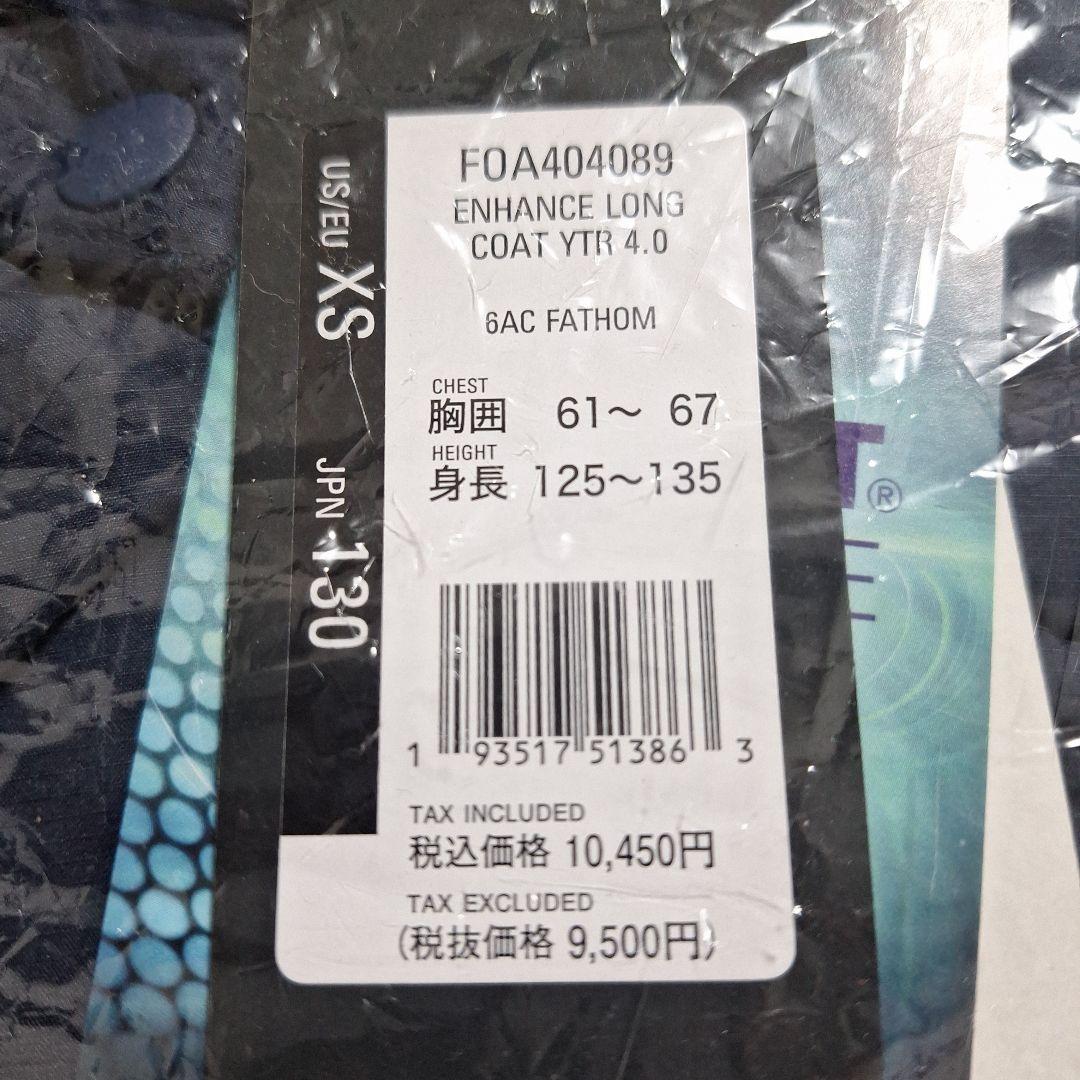 US/EU XS
JPN 130
FOA404089
ENHANCE LONG
COAT YTR 4.0
6AC FATHOM
CHEST
胸囲 61〜 67
HEIGHT
身長 125〜135
1 93517 51386 3
TAX INCLUDED
税込価格 10,450円
TAX EXCLUDED
(税抜価格 9,500円)
T®